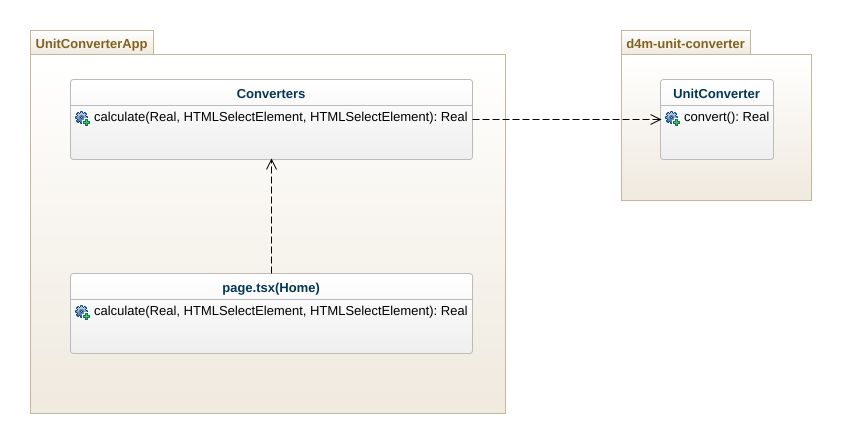 UnitConverterApp
d4m-unit-converter
Converters
calculate(Real, HTMLSelectElement, HTMLSelectElement): Real
UnitConverter
convert(): Real
page.tsx(Home)
calculate(Real, HTMLSelectElement, HTMLSelectElement): Real